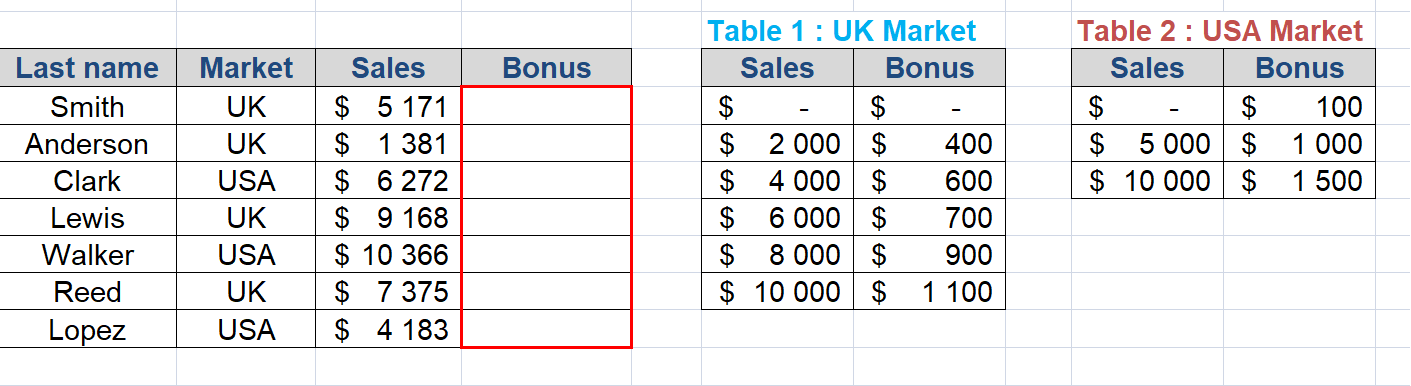 Table 1 : UK Market Table 2 : USA Market
Last name Market Sales Bonus Sales Bonus Sales Bonus
Smith UK $ 5 171 $ - $ - $ - $ 100
Anderson UK $ 1 381 $ 2 000 $ 400 $ 5 000 $ 1 000
Clark USA $ 6 272 $ 4 000 $ 600 $ 10 000 $ 1 500
Lewis UK $ 9 168 $ 6 000 $ 700
Walker USA $ 10 366 $ 8 000 $ 900
Reed UK $ 7 375 $ 10 000 $ 1 100
Lopez USA $ 4 183